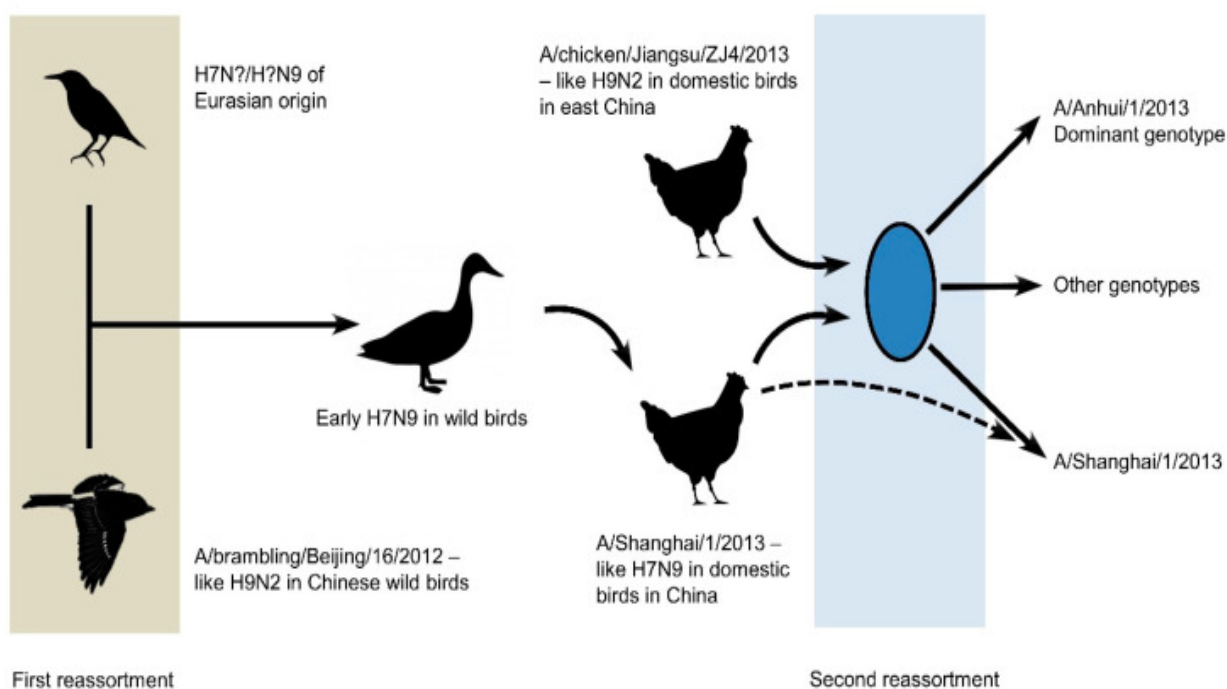 H7N?/H?N9 of
Eurasian origin
A/chicken/Jiangsu/ZJ4/2013
– like H9N2 in domestic birds
in east China
A/Anhui/1/2013
Dominant genotype
Other genotypes
Early H7N9 in wild birds
A/Shanghai/1/2013
A/brambling/Beijing/16/2012 –
like H9N2 in Chinese wild birds
A/Shanghai/1/2013 –
like H7N9 in domestic
birds in China
First reassortment
Second reassortment